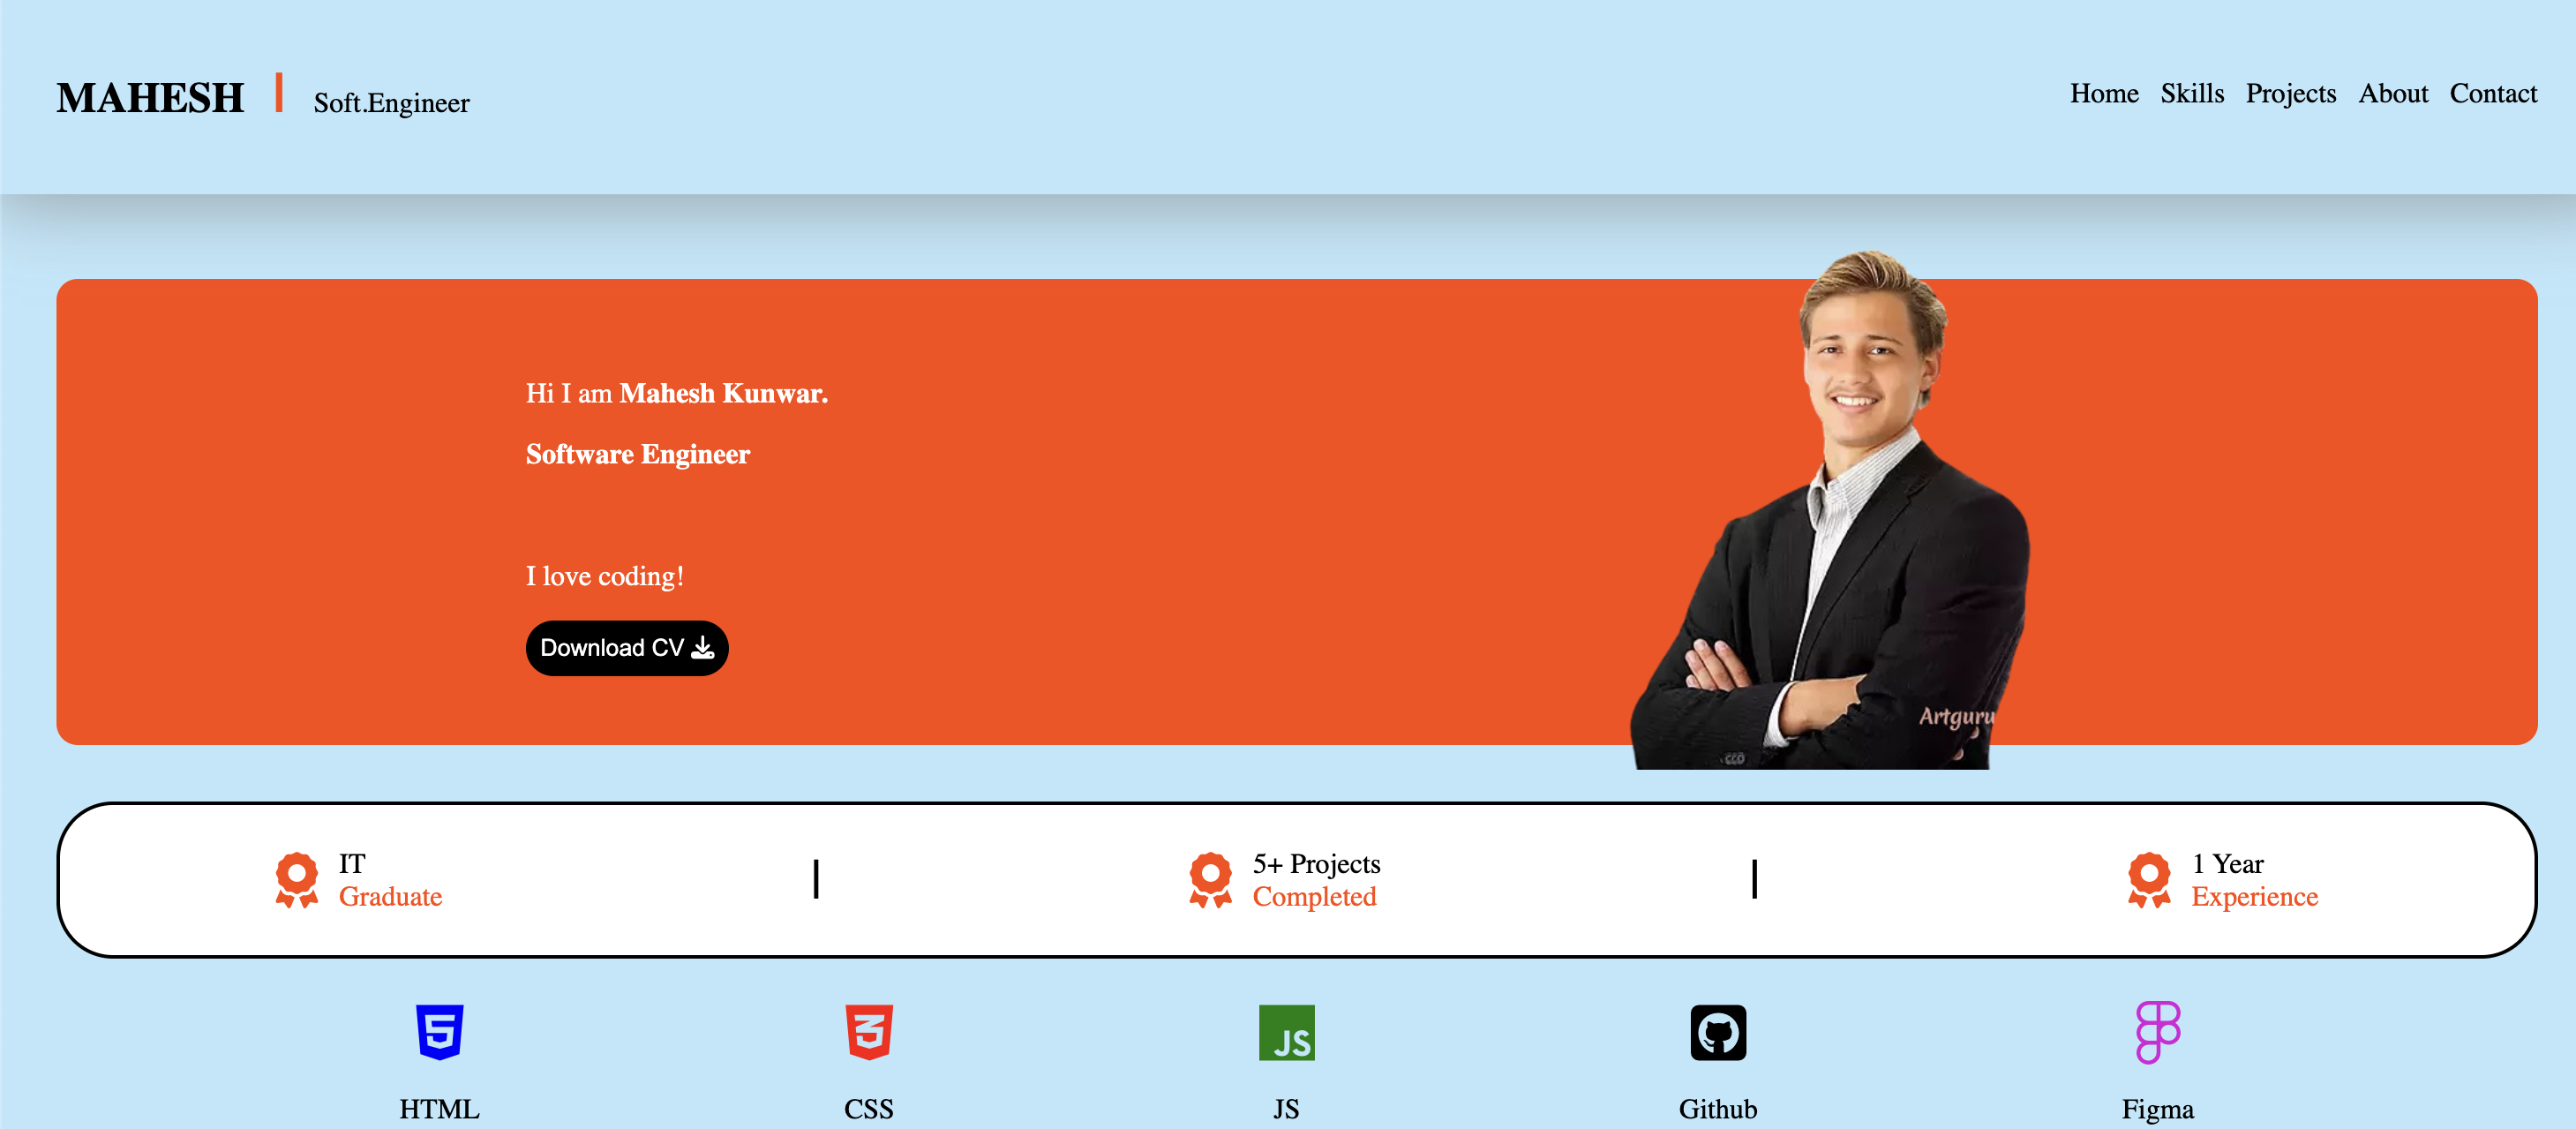 MAHESH | Soft.Engineer
Home Skills Projects About Contact
Hi I am Mahesh Kunwar.
Software Engineer
I love coding!
Download CV
Artguru
IT
Graduate
5+ Projects
Completed
1 Year
Experience
5
3
JS
HTML
CSS
JS
Github
Figma